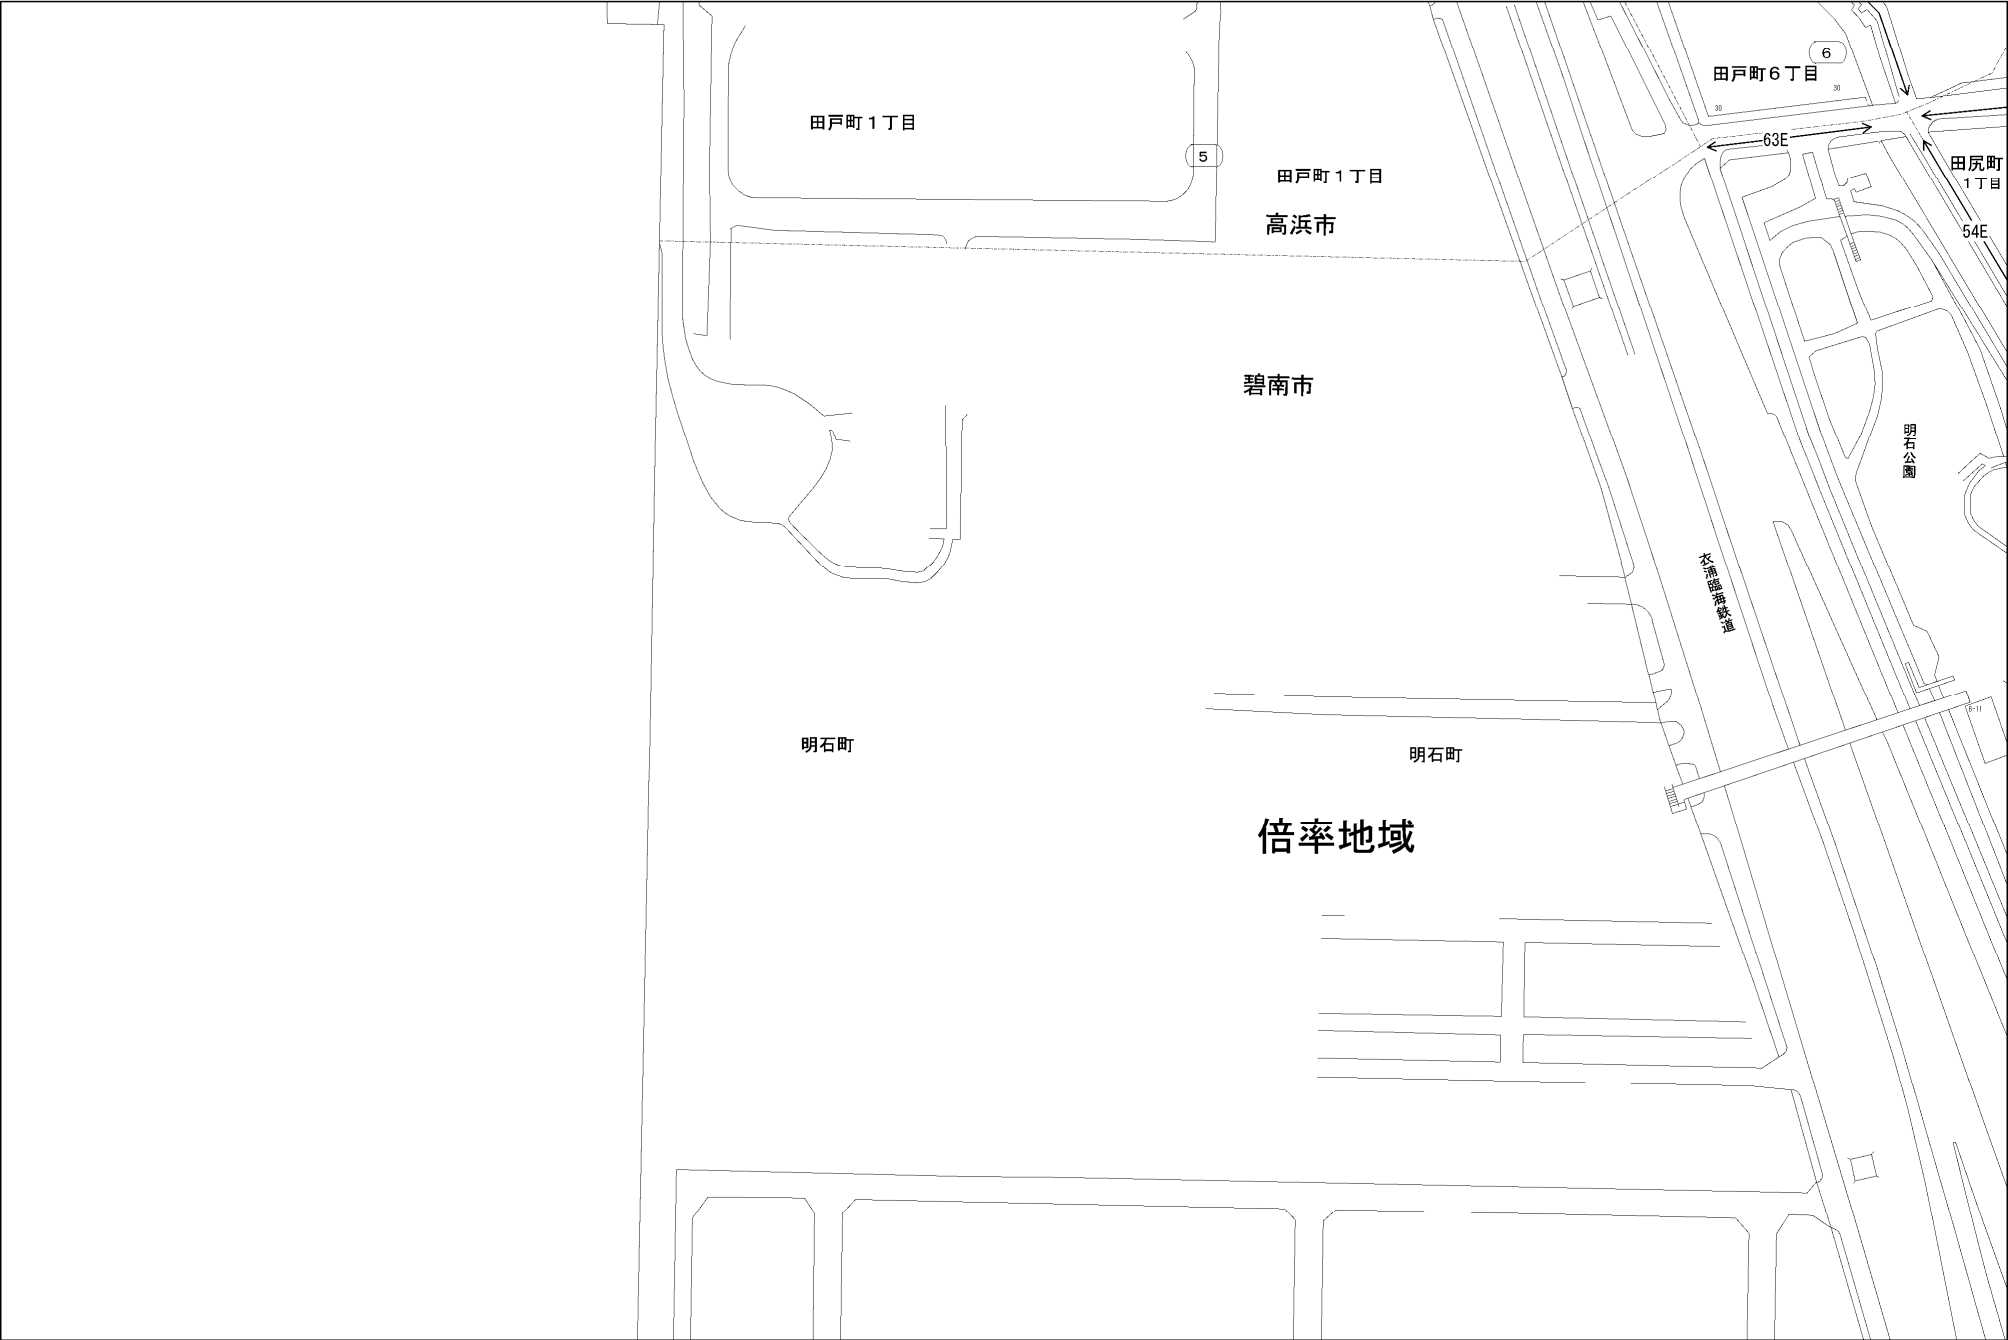 6
田戸町6丁目
30
30
田戸町1丁目
5
63E
田尻町
1丁目
田戸町1丁目
高浜市
54E
碧南市
明石公園
衣浦臨海鉄道
6-11
明石町
明石町
倍率地域